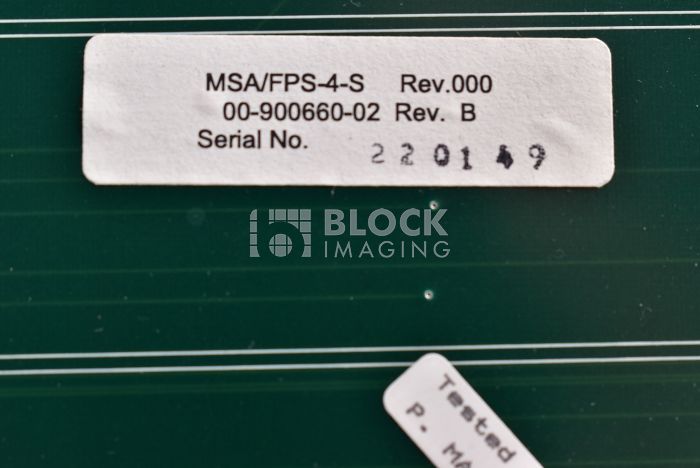 MSA/FPS-4-S Rev.000
00-900660-02 Rev. B
Serial No. 220149
BLOCK
IMAGING
Tested
P.